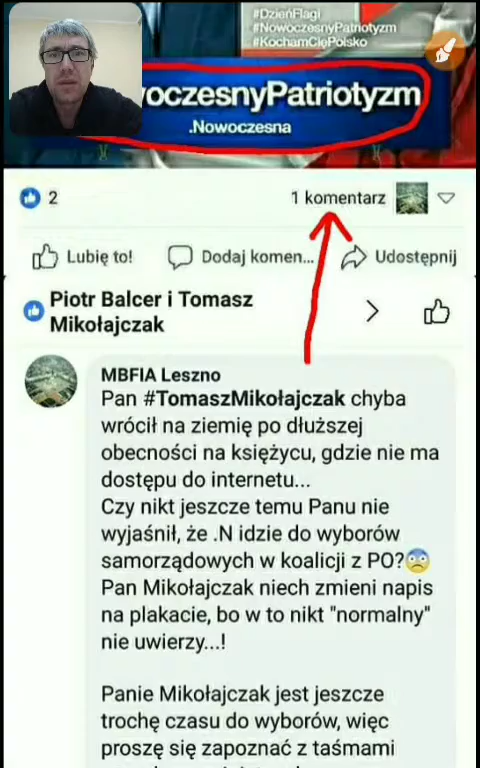 #DzieńFlagi
#NowoczesnyPatriotyzm
#KochamCięPolsko
woczesnyPatriotyzm
.Nowoczesna
2
1 komentarz
Lubię to!
Dodaj komen...
Udostępnij
Piotr Balcer i Tomasz
Mikołajczak
MBFIA Leszno
Pan #TomaszMikołajczak chyba
wrócił na ziemię po dłuższej
obecności na księżycu, gdzie nie ma
dostępu do internetu...
Czy nikt jeszcze temu Panu nie
wyjaśnił, że .N idzie do wyborów
samorządowych w koalicji z PO?😨
Pan Mikołajczak niech zmieni napis
na plakacie, bo w to nikt "normalny"
nie uwierzy...!
Panie Mikołajczak jest jeszcze
trochę czasu do wyborów, więc
proszę się zapoznać z taśmami